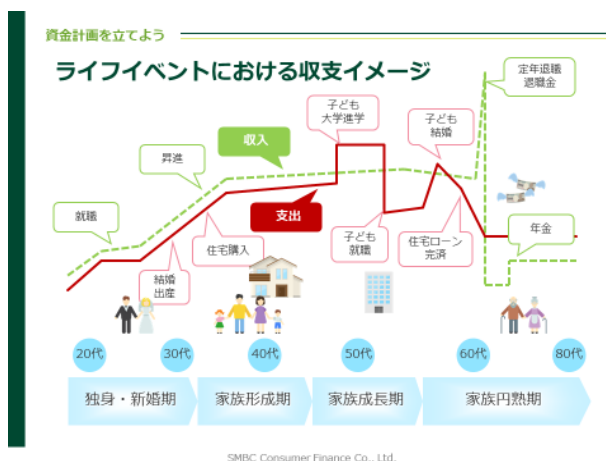 資金計画を立てよう
ライフイベントにおける収支イメージ
定年退職
退職金
子ども
大学進学
子ども
結婚
収入
昇進
就職
支出
年金
住宅購入
子ども
就職
住宅ローン
完済
結婚
出産
20代
30代
40代
50代
60代
80代
独身・新婚期
家族形成期
家族成長期
家族円熟期
SMBC Consumer Finance Co., Ltd.